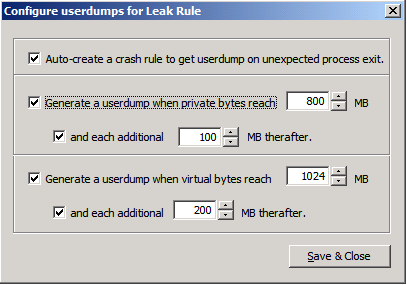 Configure userdumps for Leak Rule
Auto-create a crash rule to get userdump on unexpected process exit.
Generate a userdump when private bytes reach 800 MB
and each additional 100 MB therafter.
Generate a userdump when virtual bytes reach 1024 MB
and each additional 200 MB therafter.
Save & Close